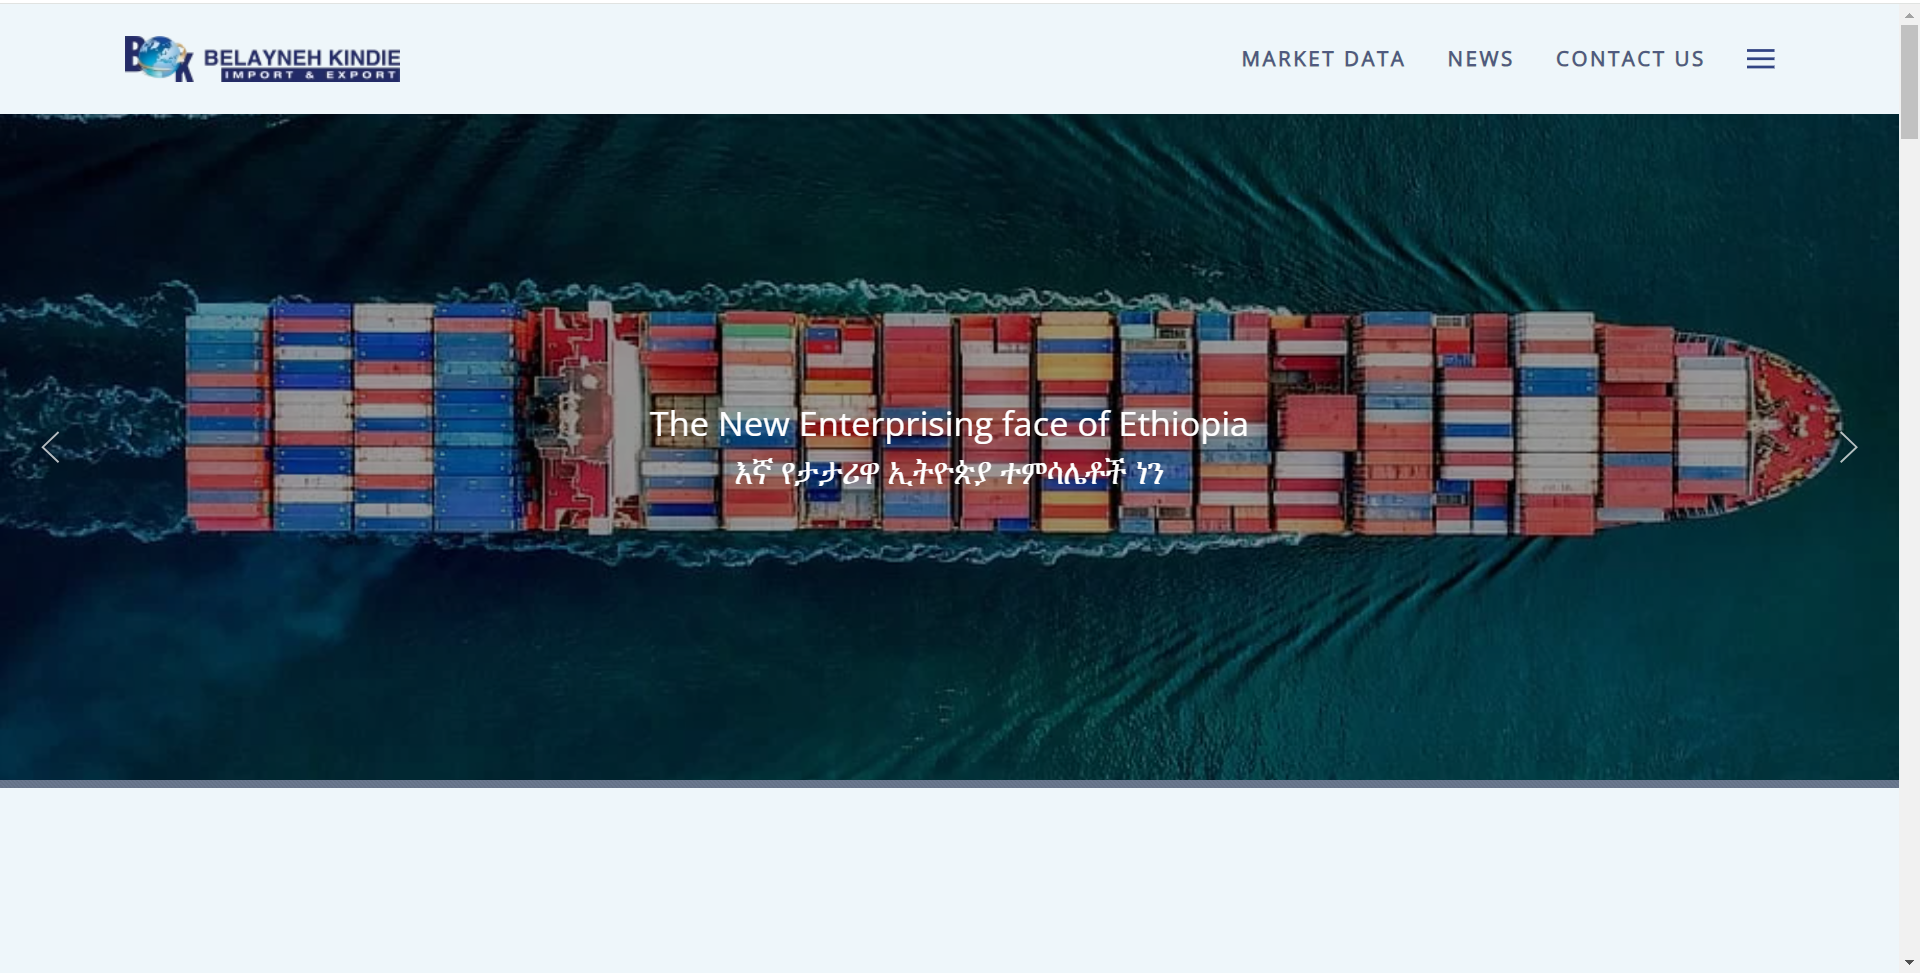 BOK BELAYNEH KINDIE
IMPORT & EXPORT
MARKET DATA NEWS CONTACT US
The New Enterprising face of Ethiopia
እኛ የታታሪዋ ኢትዮጵያ ተምሳሌቶች ነን